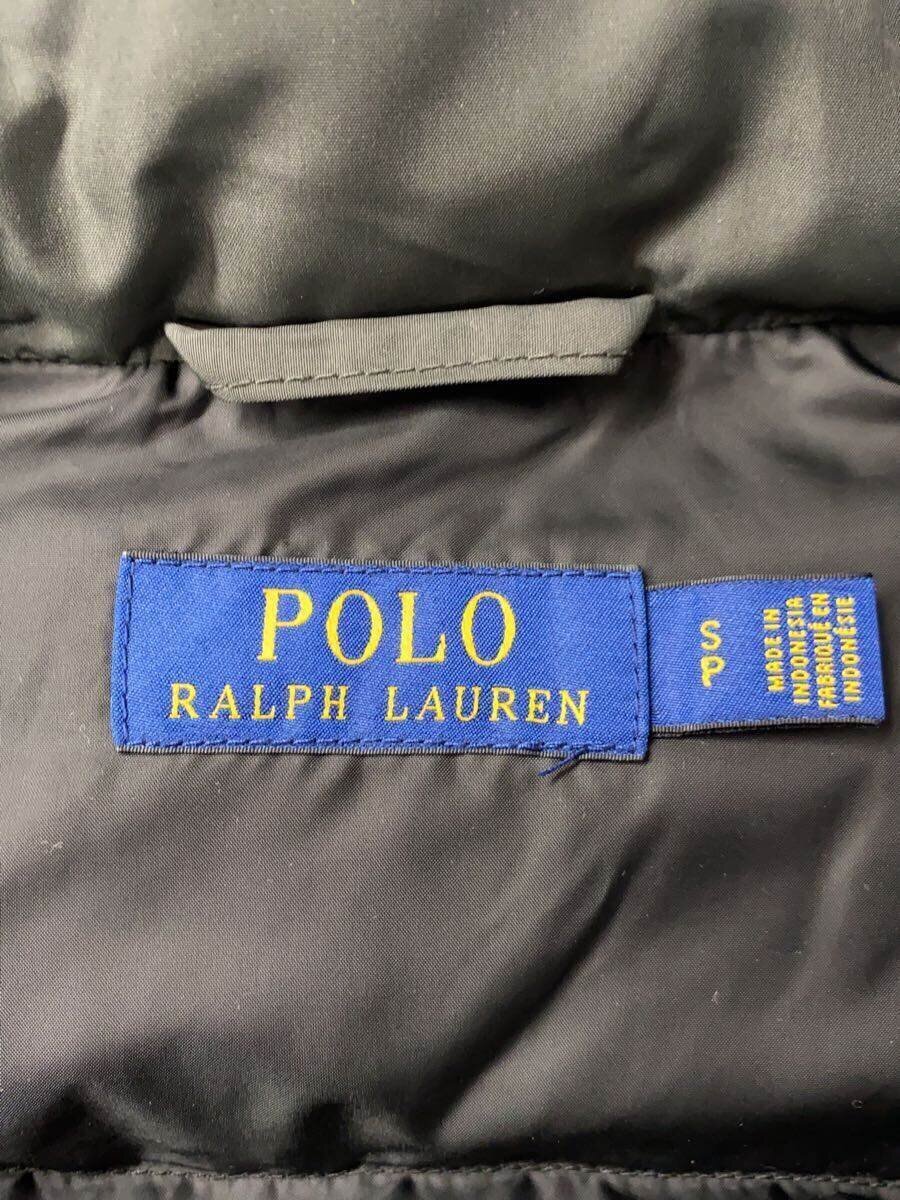 POLO
RALPH LAUREN
S
P
MADE IN
INDONESIA
FABRIQUÉ EN
INDONÉSIE